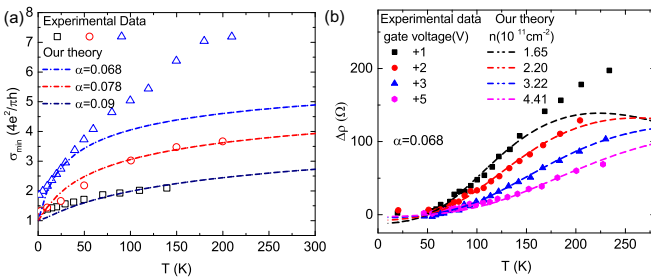 (a)
Experimental Data
Our theory
α=0.068
α=0.078
α=0.09
σmin (4e²/πh)
8
7
6
5
4
3
2
1
0
0 50 100 150 200 250 300
T (K)
(b)
Experimental data Our theory
gate voltage(V) n(10 ¹¹cm⁻²)
+1 1.65
+2 2.20
+3 3.22
+5 4.41
α=0.068
Δρ (Ω)
200
100
0
0 50 100 150 200 250
T (K)